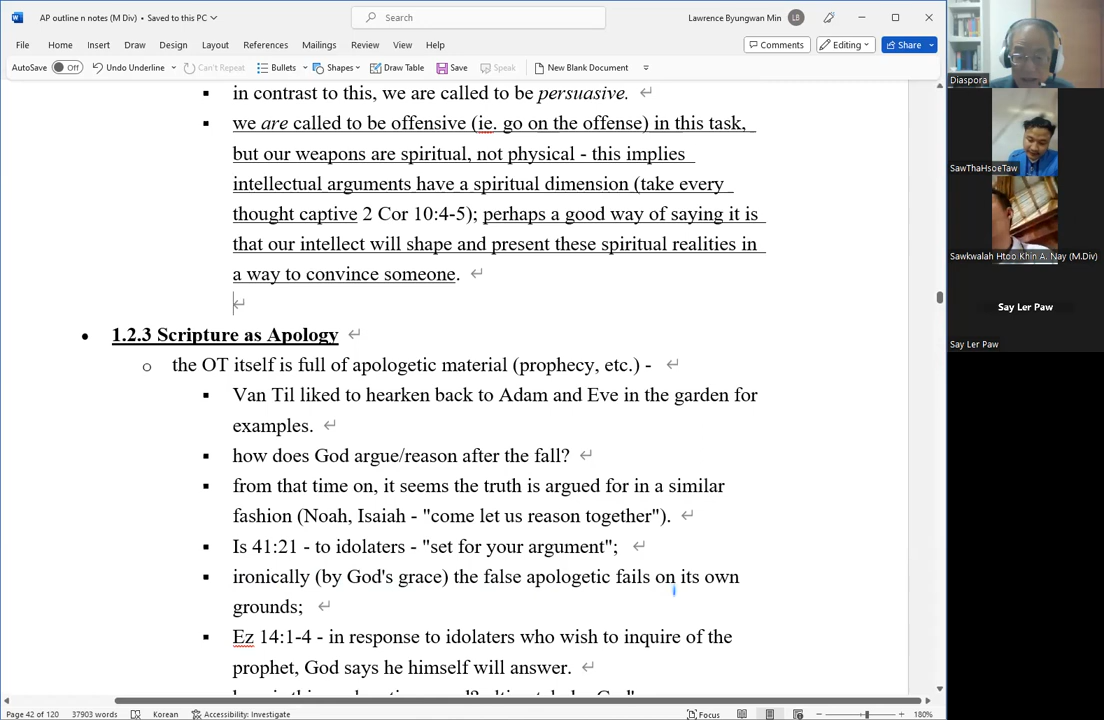 AP outline n notes (M Div) • Saved to this PC
Search
Lawrence Byungwan Min
LB
File Home Insert Draw Design Layout References Mailings Review View Help
Comments Editing Share
AutoSave Off Undo Underline Can't Repeat Bullets Shapes Draw Table Save Speak New Blank Document
in contrast to this, we are called to be persuasive.
we are called to be offensive (ie. go on the offense) in this task,
but our weapons are spiritual, not physical - this implies
intellectual arguments have a spiritual dimension (take every
thought captive 2 Cor 10:4-5); perhaps a good way of saying it is
that our intellect will shape and present these spiritual realities in
a way to convince someone.
1.2.3 Scripture as Apology
the OT itself is full of apologetic material (prophecy, etc.) -
Van Til liked to hearken back to Adam and Eve in the garden for
examples.
how does God argue/reason after the fall?
from that time on, it seems the truth is argued for in a similar
fashion (Noah, Isaiah - "come let us reason together").
Is 41:21 - to idolaters - "set for your argument";
ironically (by God's grace) the false apologetic fails on its own
grounds;
Ez 14:1-4 - in response to idolaters who wish to inquire of the
prophet, God says he himself will answer.
Page 42 of 120 37903 words Korean Accessibility: Investigate Focus 180%
Diaspora
SawThaHsoeTaw
Sawkwalah Htoo Khin A. Nay (M.Div)
Say Ler Paw
Say Ler Paw